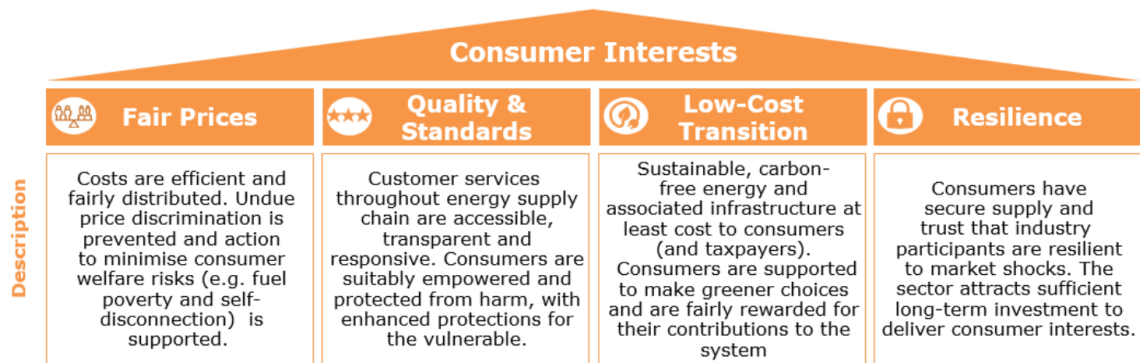 Consumer Interests
Fair Prices
Quality &
Standards
Low-Cost
Transition
Resilience
Description
Costs are efficient and
fairly distributed. Undue
price discrimination is
prevented and action
to minimise consumer
welfare risks (e.g. fuel
poverty and self-
disconnection)  is
supported.
Customer services
throughout energy supply
chain are accessible,
transparent and
responsive. Consumers are
suitably empowered and
protected from harm, with
enhanced protections for
the vulnerable.
Sustainable, carbon-
free energy and
associated infrastructure at
least cost to consumers
(and taxpayers).
Consumers are supported
to make greener choices
and are fairly rewarded for
their contributions to the
system
Consumers have
secure supply and
trust that industry
participants are resilient
to market shocks. The
sector attracts sufficient
long-term investment to
deliver consumer interests.